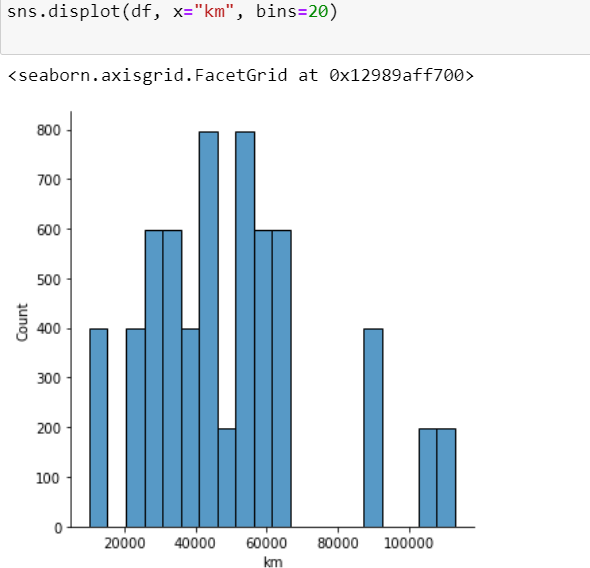 sns.displot(df, x="km", bins=20)
<seaborn.axisgrid.FacetGrid at 0x12989aff700>
800
700
600
500
400
300
200
100
0
Count
20000 40000 60000 80000 100000
km